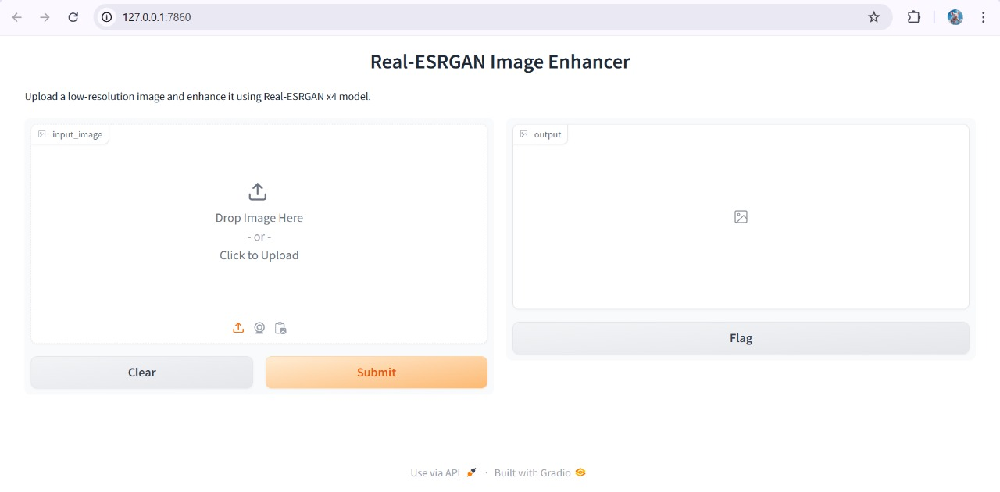 127.0.0.1:7860
Real-ESRGAN Image Enhancer
Upload a low-resolution image and enhance it using Real-ESRGAN x4 model.
input_image
Drop Image Here
- or -
Click to Upload
Clear
Submit
output
Flag
Use via API · Built with Gradio